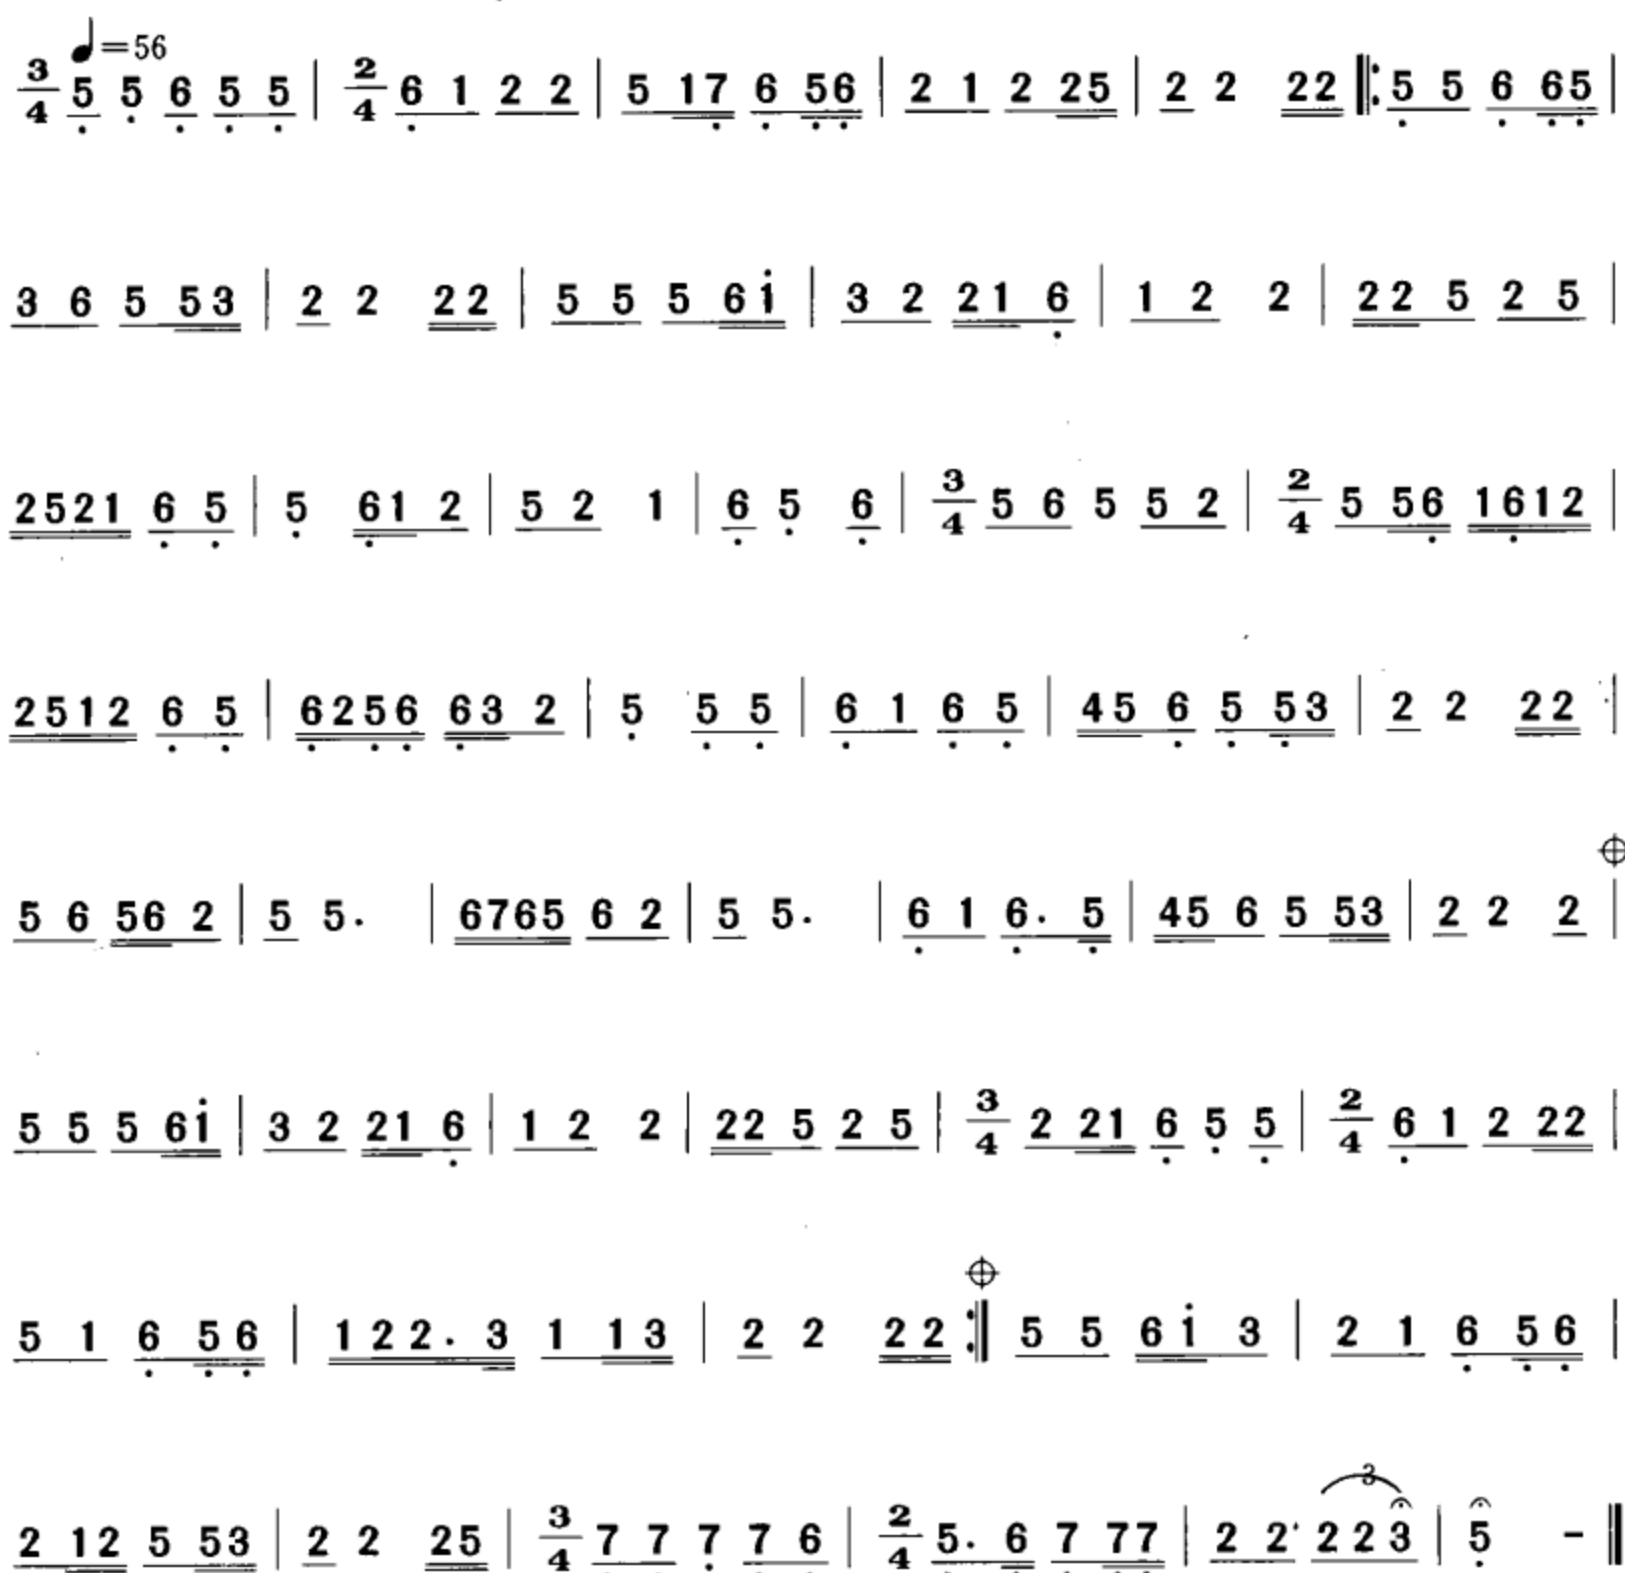 ♩=56
3/4 5 5 6 5 5 | 2/4 6 1 2 2 | 5 17 6 56 | 2 1 2 25 | 2 2 22 ‖: 5 5 6 65 |
3 6 5 53 | 2 2 22 | 5 5 5 6i | 3 2 21 6 | 1 2 2 | 22 5 2 5 |
2521 6 5 | 5 61 2 | 5 2 1 | 6 5 6 | 3/4 5 6 5 5 2 | 2/4 5 56 1612 |
2512 6 5 | 6256 63 2 | 5 5 5 | 6 1 6 5 | 45 6 5 53 | 2 2 22 |
5 6 56 2 | 5 5. | 6765 6 2 | 5 5. | 6 1 6. 5 | 45 6 5 53 | 2 2 2 |
5 5 5 6i | 3 2 21 6 | 1 2 2 | 22 5 2 5 | 3/4 2 21 6 5 5 | 2/4 6 1 2 22 |
5 1 6 56 | 122. 3 1 13 | 2 2 22 :‖ 5 5 6i 3 | 2 1 6 56 |
2 12 5 53 | 2 2 25 | 3/4 7 7 7 7 6 | 2/4 5. 6 7 77 | 2 2 223 | 5 - ‖